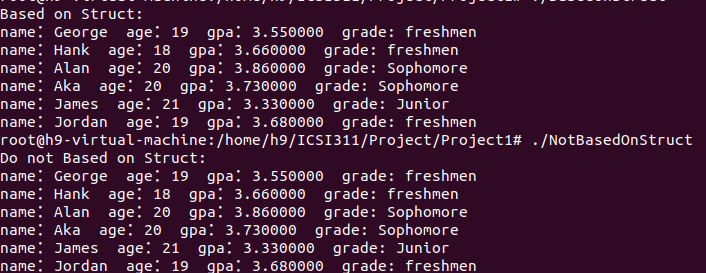 Based on Struct:
name: George  age: 19  gpa: 3.550000  grade: freshmen
name: Hank  age: 18  gpa: 3.660000  grade: freshmen
name: Alan  age: 20  gpa: 3.860000  grade: Sophomore
name: Aka  age: 20  gpa: 3.730000  grade: Sophomore
name: James  age: 21  gpa: 3.330000  grade: Junior
name: Jordan  age: 19  gpa: 3.680000  grade: freshmen
root@h9-virtual-machine:/home/h9/ICSI311/Project/Project1# ./NotBasedOnStruct
Do not Based on Struct:
name: George  age: 19  gpa: 3.550000  grade: freshmen
name: Hank  age: 18  gpa: 3.660000  grade: freshmen
name: Alan  age: 20  gpa: 3.860000  grade: Sophomore
name: Aka  age: 20  gpa: 3.730000  grade: Sophomore
name: James  age: 21  gpa: 3.330000  grade: Junior
name: Jordan  age: 19  gpa: 3.680000  grade: freshmen